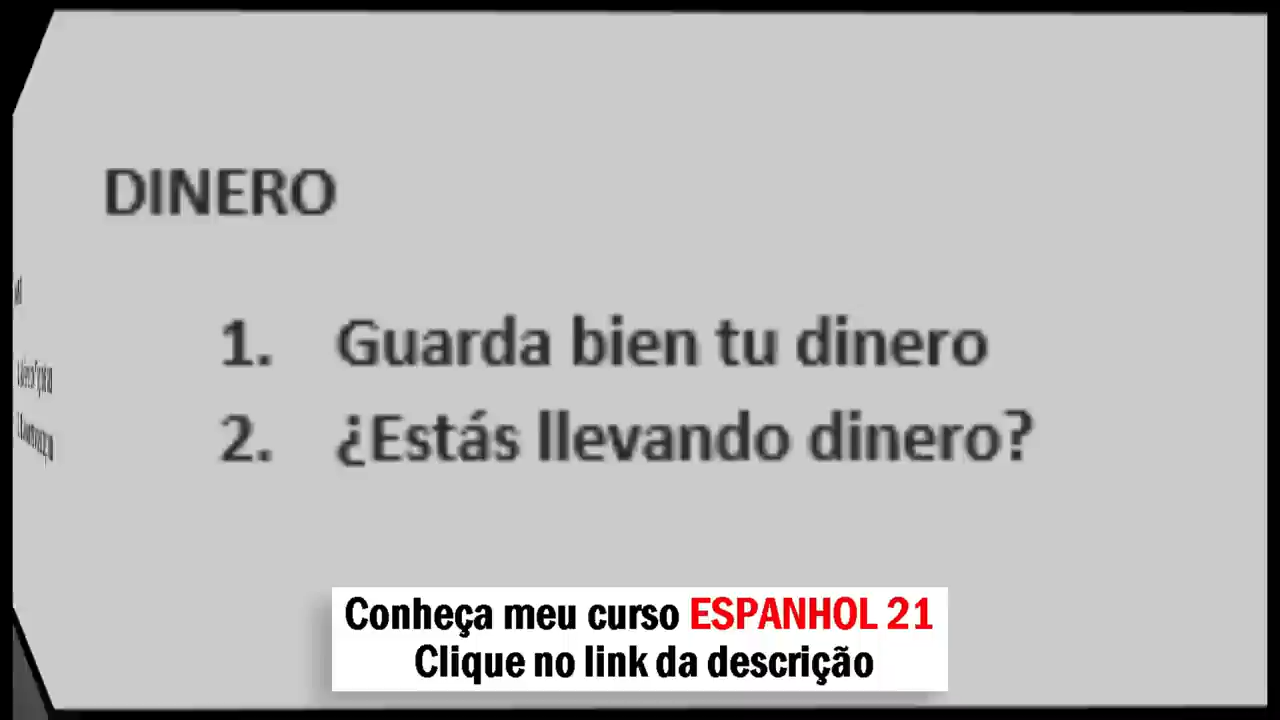 DINERO
1. Guarda bien tu dinero
2. ¿Estás llevando dinero?
Conheça meu curso ESPANHOL 21
Clique no link da descrição